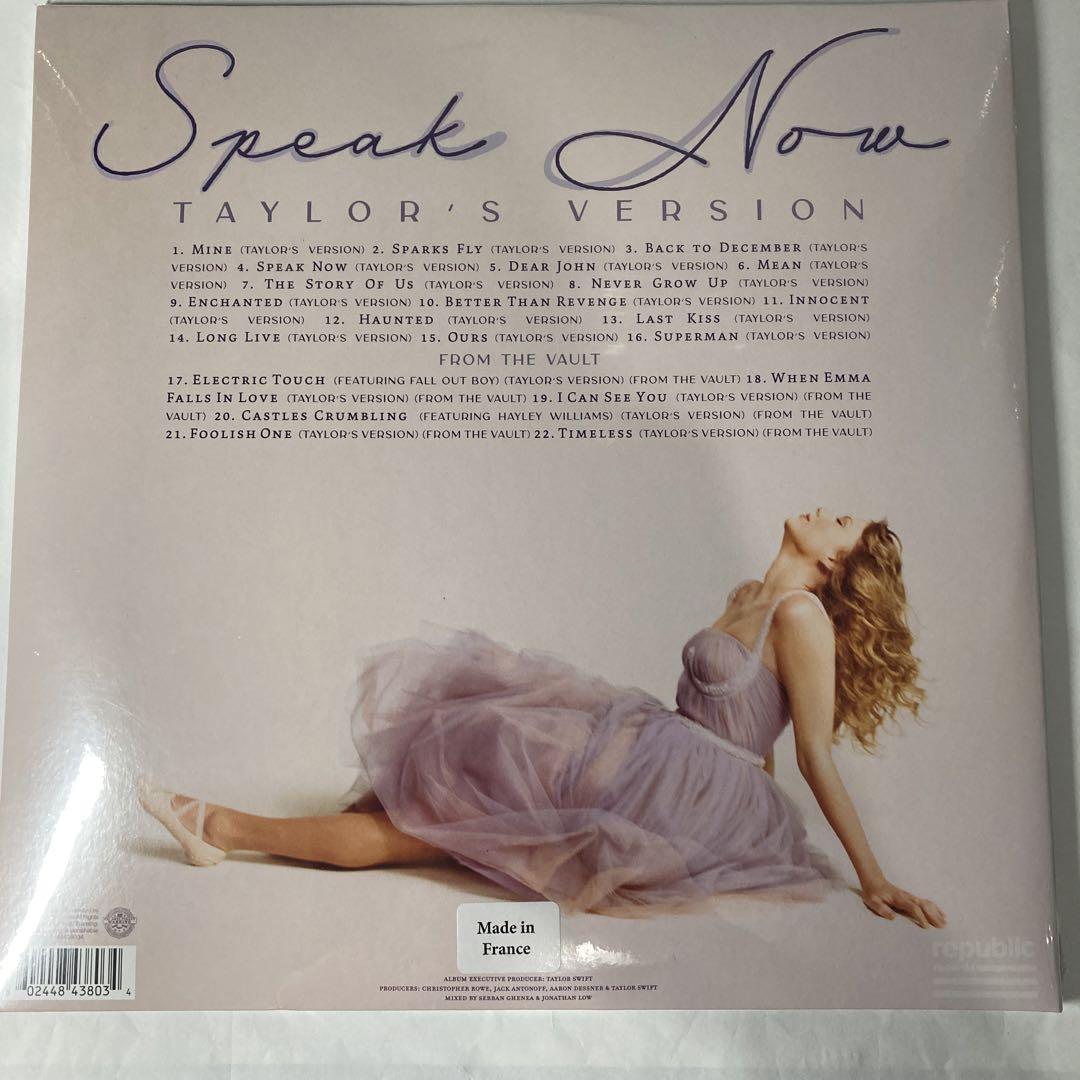 Speak Now
TAYLOR'S VERSION
1. MINE (TAYLOR'S VERSION) 2. SPARKS FLY (TAYLOR'S VERSION) 3. BACK TO DECEMBER (TAYLOR'S
VERSION) 4. SPEAK NOW (TAYLOR'S VERSION) 5. DEAR JOHN (TAYLOR'S VERSION) 6. MEAN (TAYLOR'S
VERSION) 7. THE STORY OF US (TAYLOR'S VERSION) 8. NEVER GROW UP (TAYLOR'S VERSION)
9. ENCHANTED (TAYLOR'S VERSION) 10. BETTER THAN REVENGE (TAYLOR'S VERSION) 11. INNOCENT
(TAYLOR'S VERSION) 12. HAUNTED (TAYLOR'S VERSION) 13. LAST KISS (TAYLOR'S VERSION)
14. LONG LIVE (TAYLOR'S VERSION) 15. OURS (TAYLOR'S VERSION) 16. SUPERMAN (TAYLOR'S VERSION)
FROM THE VAULT
17. ELECTRIC TOUCH (FEATURING FALL OUT BOY) (TAYLOR'S VERSION) (FROM THE VAULT) 18. WHEN EMMA
FALLS IN LOVE (TAYLOR'S VERSION) (FROM THE VAULT) 19. I CAN SEE YOU (TAYLOR'S VERSION) (FROM THE
VAULT) 20. CASTLES CRUMBLING (FEATURING HAYLEY WILLIAMS) (TAYLOR'S VERSION) (FROM THE VAULT)
21. FOOLISH ONE (TAYLOR'S VERSION) (FROM THE VAULT) 22. TIMELESS (TAYLOR'S VERSION) (FROM THE VAULT)
Made in
France
republic
02448 43803 4
ALBUM EXECUTIVE PRODUCER: TAYLOR SWIFT
PRODUCERS: CHRISTOPHER ROWE, JACK ANTONOFF, AARON DESSNER & TAYLOR SWIFT
MIXED BY SERBAN GHENEA & JONATHAN LOW